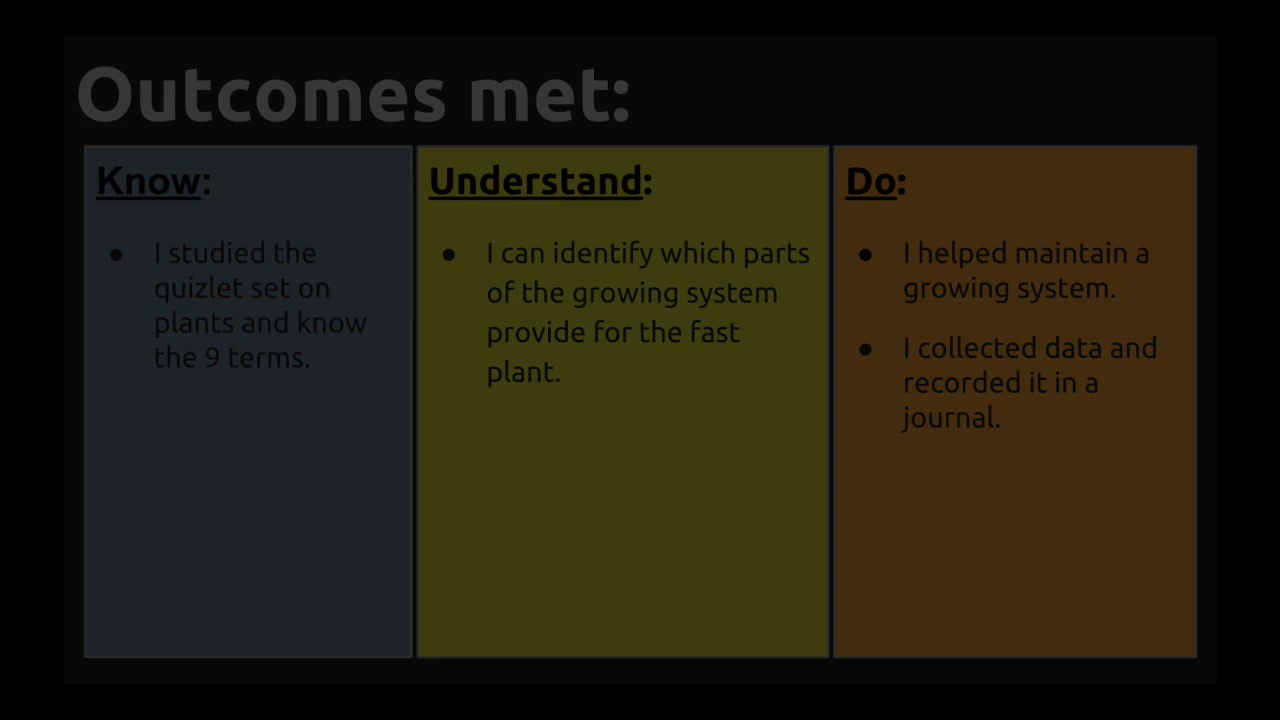 Outcomes met:
Know:
● I studied the
quizlet set on
plants and know
the 9 terms.
Understand:
● I can identify which parts
of the growing system
provide for the fast
plant.
Do:
● I helped maintain a
growing system.
● I collected data and
recorded it in a
journal.